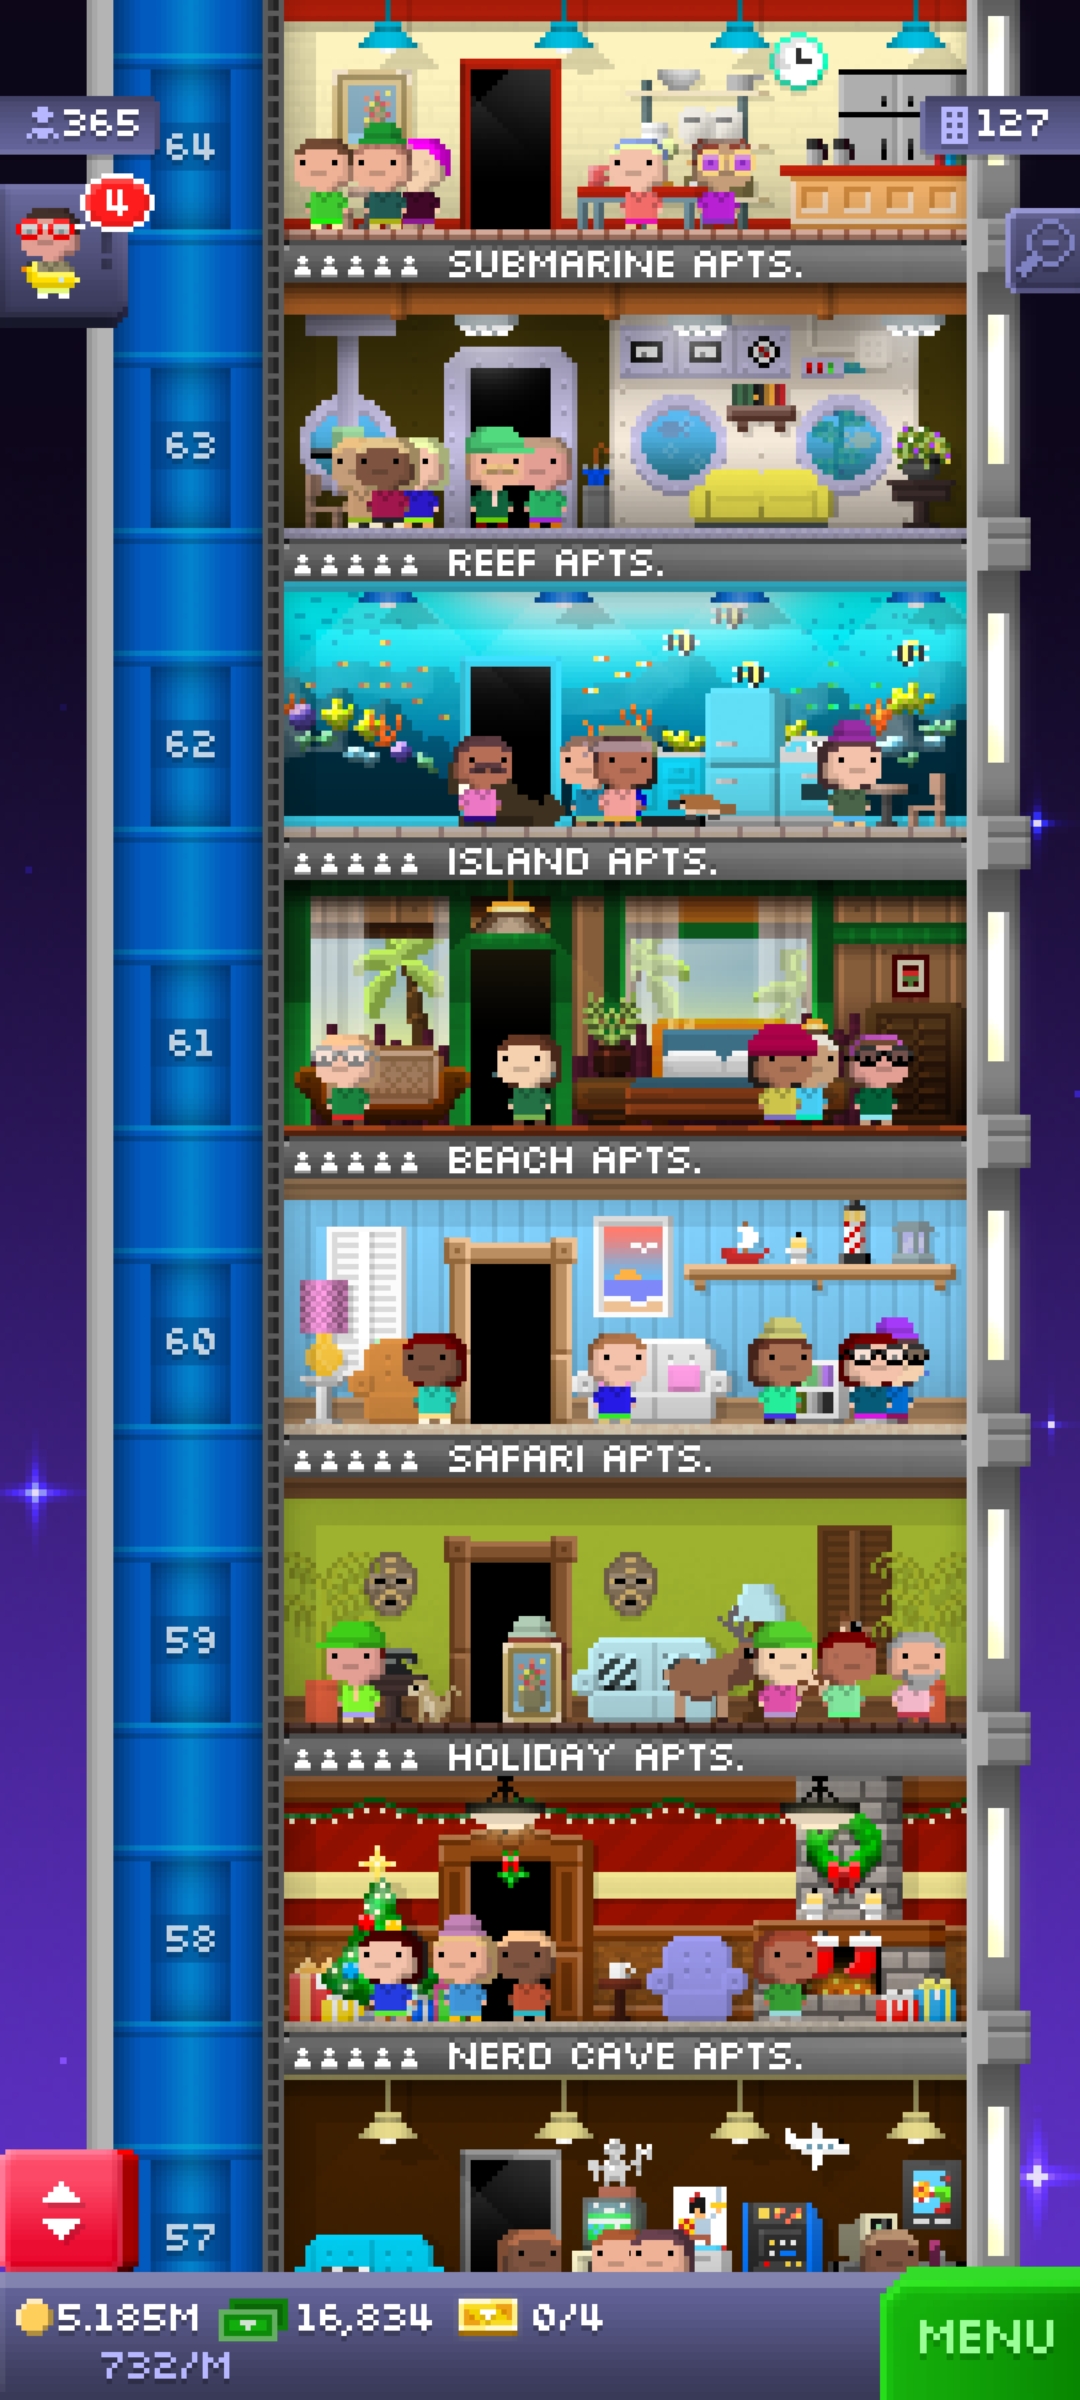 64
365
127
4
SUBMARINE APTS.
63
REEF APTS.
62
ISLAND APTS.
61
BEACH APTS.
60
SAFARI APTS.
59
HOLIDAY APTS.
58
NERD CAVE APTS.
57
5.185M 16,834 0/4
732/M
MENU